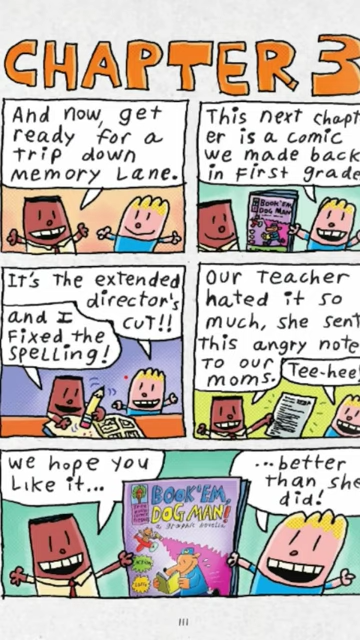 CHAPTER 3
And now, get
ready for a
trip down
memory Lane.
This next chapt
er is a comic
we made back
in First grade
BOOK 'EM,
DOG MAN
It's the extended
director's
cut!!
and I
Fixed the
spelling!
Our Teacher
hated it so
much, she sent
this angry note
to our
moms.
Tee-hee
we hope you
Like it...
...better
than she
did!
BOOK 'EM,
DOG MAN!
a graphic novella
111